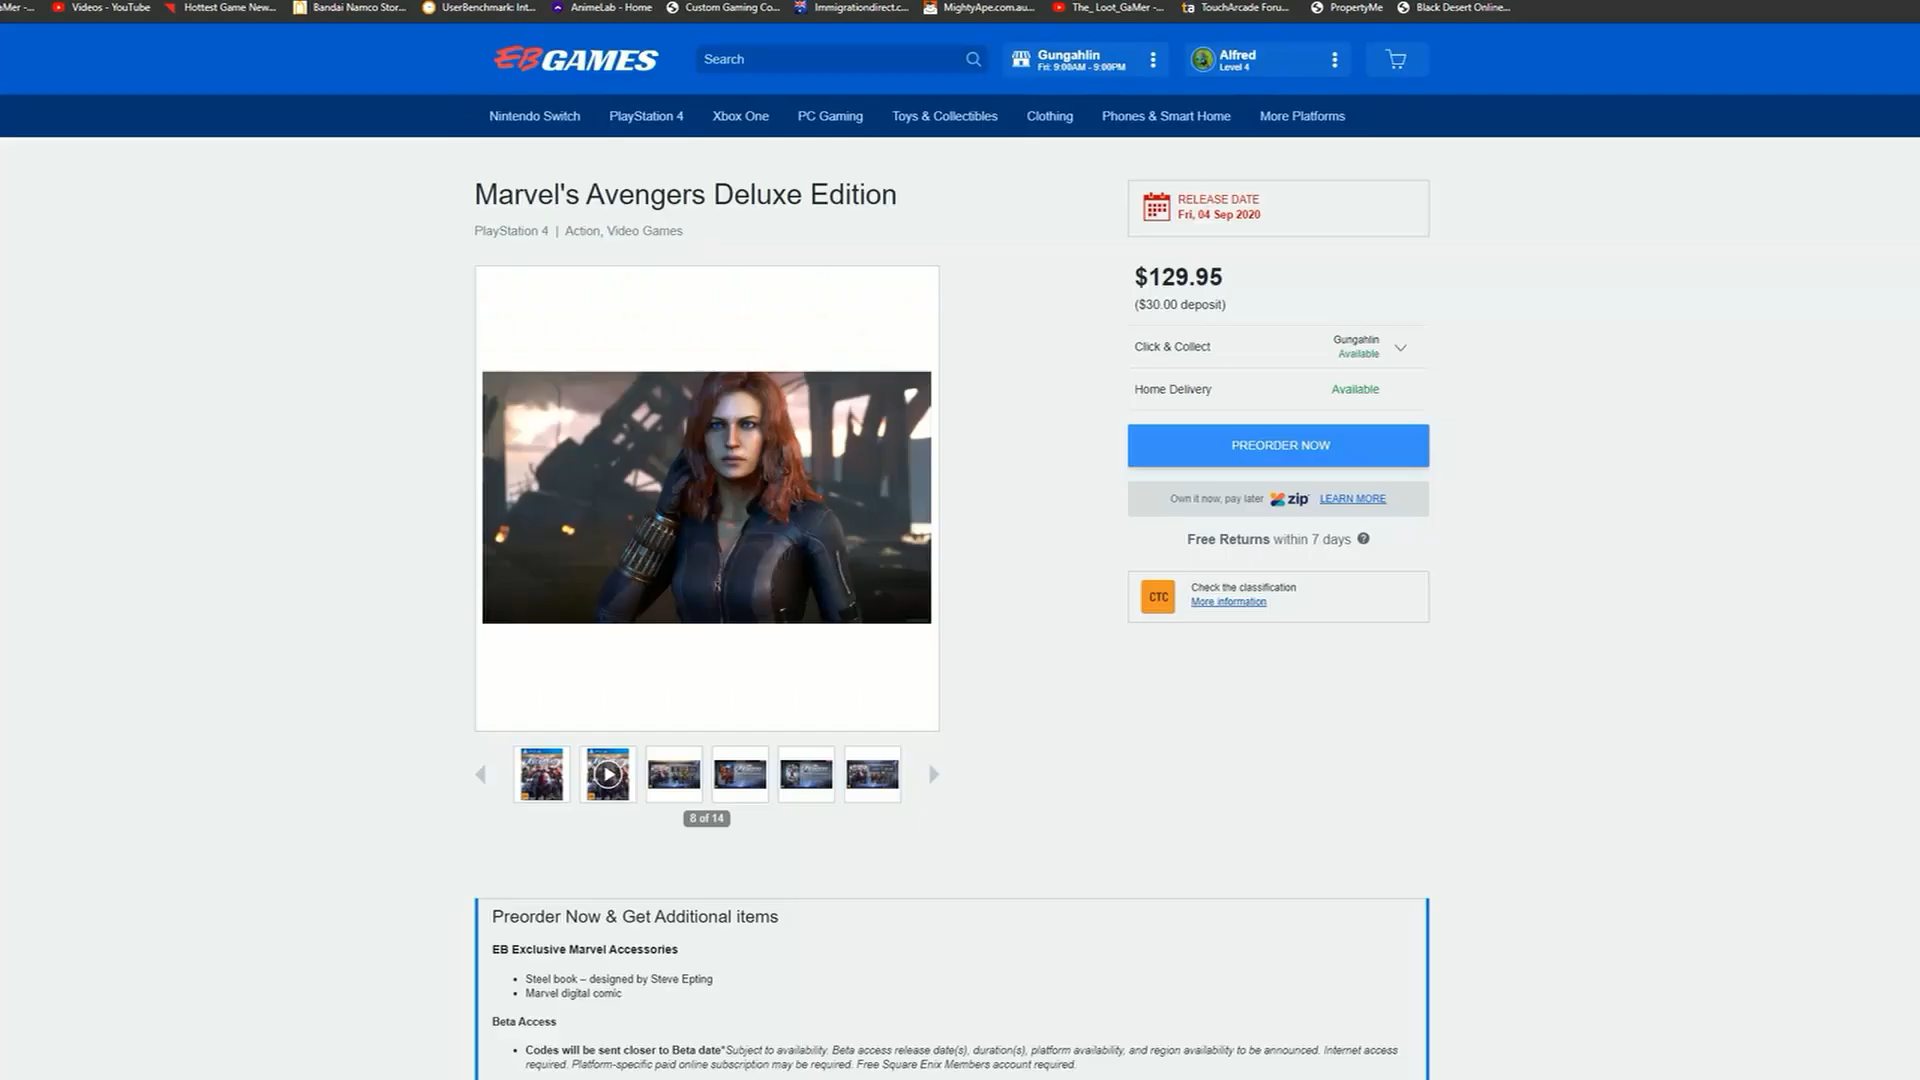 aMer -...
Videos - YouTube
Hottest Game New...
Bandai Namco Stor...
UserBenchmark: Int...
AnimeLab - Home
Custom Gaming Co...
Immigrationdirect.c...
MightyApe.com.au...
The_ Loot_GaMer -...
ta TouchArcade Foru...
PropertyMe
Black Desert Online...
EB GAMES
Search
Gungahlin
Fri: 9:00AM - 9:00PM
Alfred
Level 4
Nintendo Switch
PlayStation 4
Xbox One
PC Gaming
Toys & Collectibles
Clothing
Phones & Smart Home
More Platforms
Marvel's Avengers Deluxe Edition
PlayStation 4 | Action, Video Games
RELEASE DATE
Fri, 04 Sep 2020
$129.95
($30.00 deposit)
Click & Collect
Gungahlin
Available
Home Delivery
Available
PREORDER NOW
Own it now, pay later zip LEARN MORE
Free Returns within 7 days ?
CTC
Check the classification
More information
8 of 14
Preorder Now & Get Additional items
EB Exclusive Marvel Accessories
• Steel book – designed by Steve Epting
• Marvel digital comic
Beta Access
• Codes will be sent closer to Beta date*Subject to availability. Beta access release date(s), duration(s), platform availability, and region availability to be announced. Internet access
required. Platform-specific paid online subscription may be required. Free Square Enix Members account required.